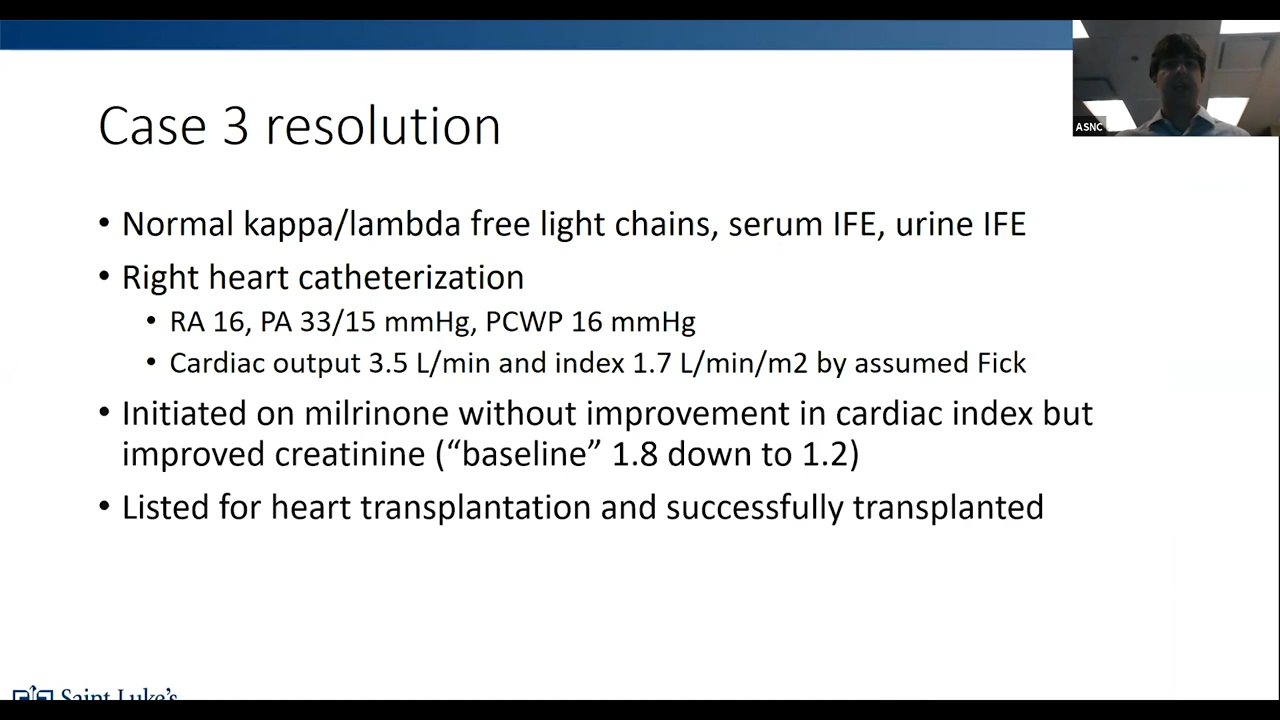 ASNC
Case 3 resolution
• Normal kappa/lambda free light chains, serum IFE, urine IFE
• Right heart catheterization
• RA 16, PA 33/15 mmHg, PCWP 16 mmHg
• Cardiac output 3.5 L/min and index 1.7 L/min/m2 by assumed Fick
• Initiated on milrinone without improvement in cardiac index but
improved creatinine (“baseline” 1.8 down to 1.2)
• Listed for heart transplantation and successfully transplanted
Saint Luke's